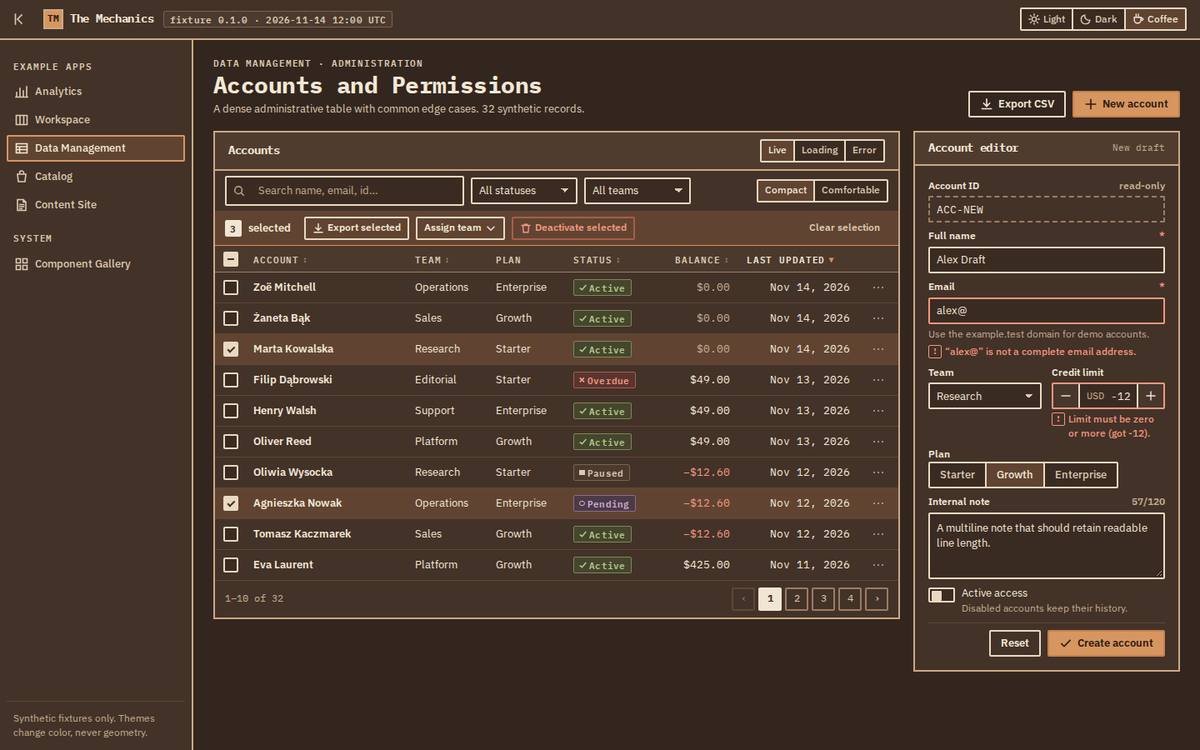 TM The Mechanics fixture 0.1.0 · 2026-11-14 12:00 UTC Light Dark Coffee
EXAMPLE APPS
Analytics
Workspace
Data Management
Catalog
Content Site
SYSTEM
Component Gallery
Synthetic fixtures only. Themes
change color, never geometry.
DATA MANAGEMENT · ADMINISTRATION
Accounts and Permissions
A dense administrative table with common edge cases. 32 synthetic records.
Export CSV New account
Accounts Live Loading Error
Search name, email, id... All statuses All teams Compact Comfortable
3 selected Export selected Assign team Deactivate selected Clear selection
ACCOUNT TEAM PLAN STATUS BALANCE LAST UPDATED
Zoë Mitchell Operations Enterprise Active $0.00 Nov 14, 2026
Żaneta Bąk Sales Growth Active $0.00 Nov 14, 2026
Marta Kowalska Research Starter Active $0.00 Nov 14, 2026
Filip Dąbrowski Editorial Starter Overdue $49.00 Nov 13, 2026
Henry Walsh Support Enterprise Active $49.00 Nov 13, 2026
Oliver Reed Platform Growth Active $49.00 Nov 13, 2026
Oliwia Wysocka Research Starter Paused −$12.60 Nov 12, 2026
Agnieszka Nowak Operations Enterprise Pending −$12.60 Nov 12, 2026
Tomasz Kaczmarek Sales Growth Active −$12.60 Nov 12, 2026
Eva Laurent Platform Growth Active $425.00 Nov 11, 2026
1–10 of 32 ‹ 1 2 3 4 ›
Account editor New draft
Account ID read-only
ACC-NEW
Full name *
Alex Draft
Email *
alex@
Use the example.test domain for demo accounts.
! "alex@" is not a complete email address.
Team Credit limit
Research − USD -12 +
! Limit must be zero
or more (got -12).
Plan
Starter Growth Enterprise
Internal note 57/120
A multiline note that should retain readable
line length.
Active access
Disabled accounts keep their history.
Reset Create account